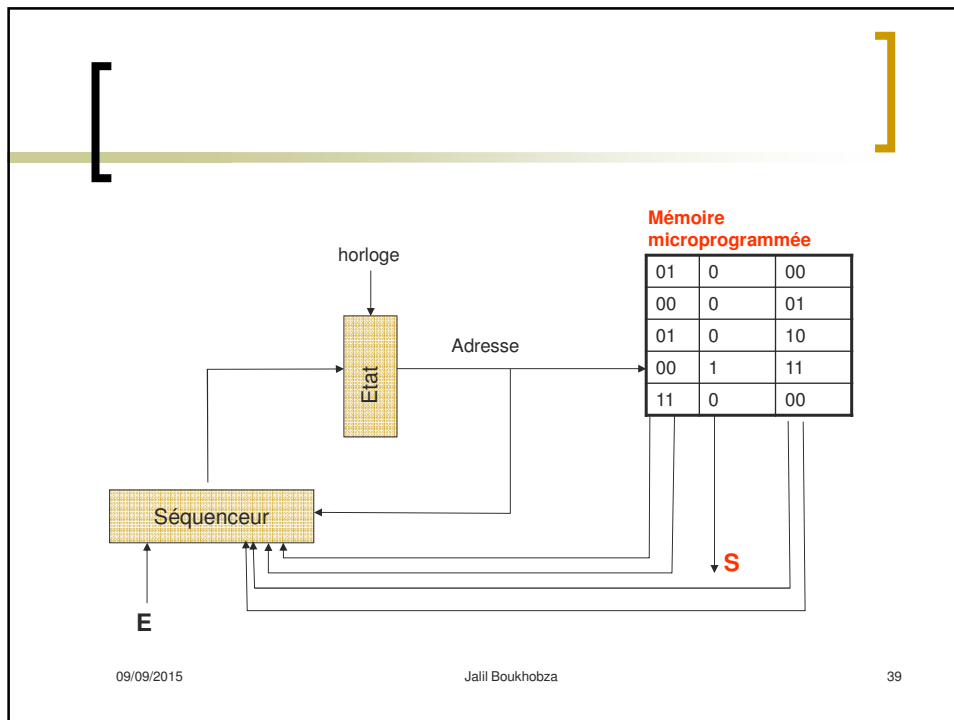 Mémoire
microprogrammée
horloge
01 0 00
00 0 01
01 0 10
00 1 11
11 0 00
Adresse
Etat
Séquenceur
S
E
09/09/2015 Jalil Boukhobza 39